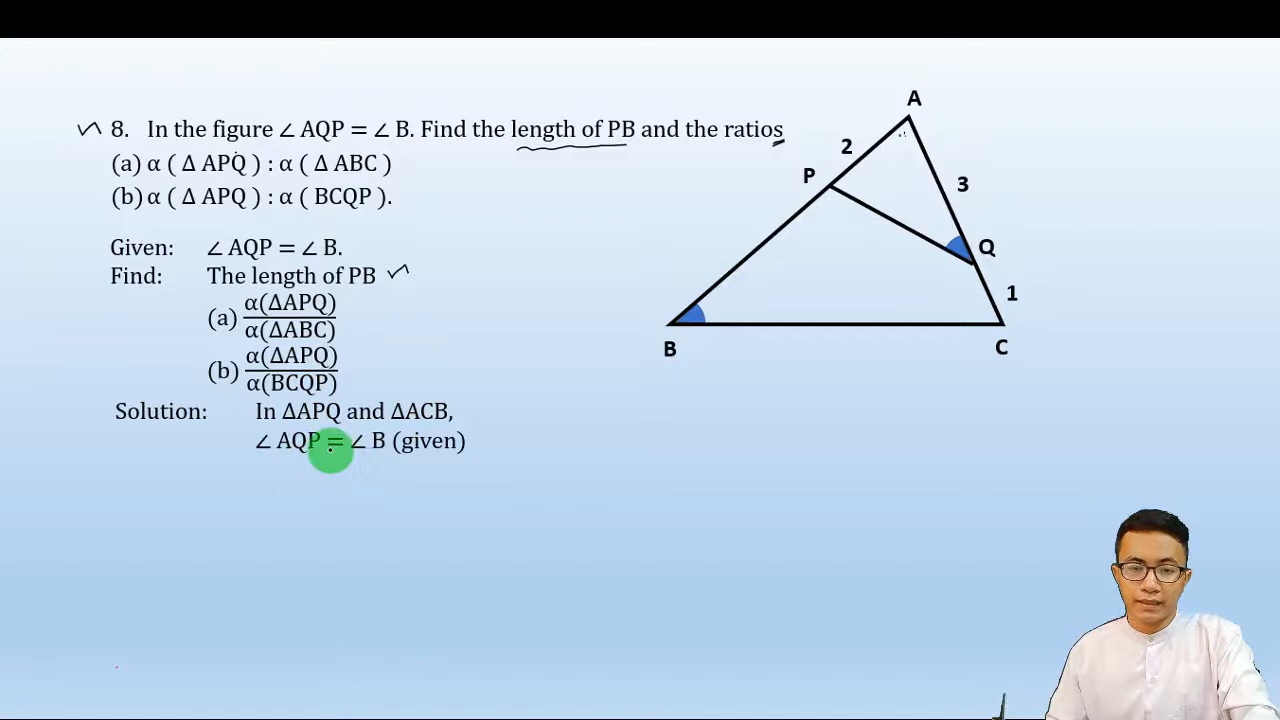 8. In the figure ∠ AQP = ∠ B. Find the length of PB and the ratios
(a) α ( Δ APQ ) : α ( Δ ABC )
(b) α ( Δ APQ ) : α ( BCQP ).
Given: ∠ AQP = ∠ B.
Find: The length of PB
(a) α(ΔAPQ)
α(ΔABC)
(b) α(ΔAPQ)
α(BCQP)
Solution: In ΔAPQ and ΔACB,
∠ AQP = ∠ B (given)
A
2
P
3
Q
1
B
C